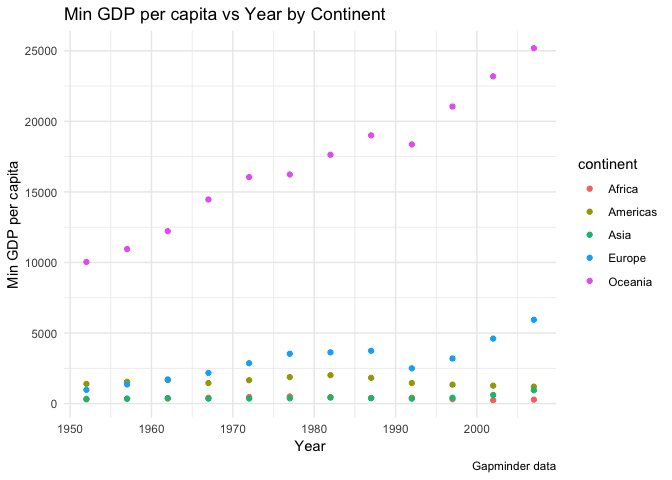 Min GDP per capita vs Year by Continent
Min GDP per capita
25000
20000
15000
10000
5000
0
1950
1960
1970
1980
1990
2000
Year
continent
Africa
Americas
Asia
Europe
Oceania
Gapminder data